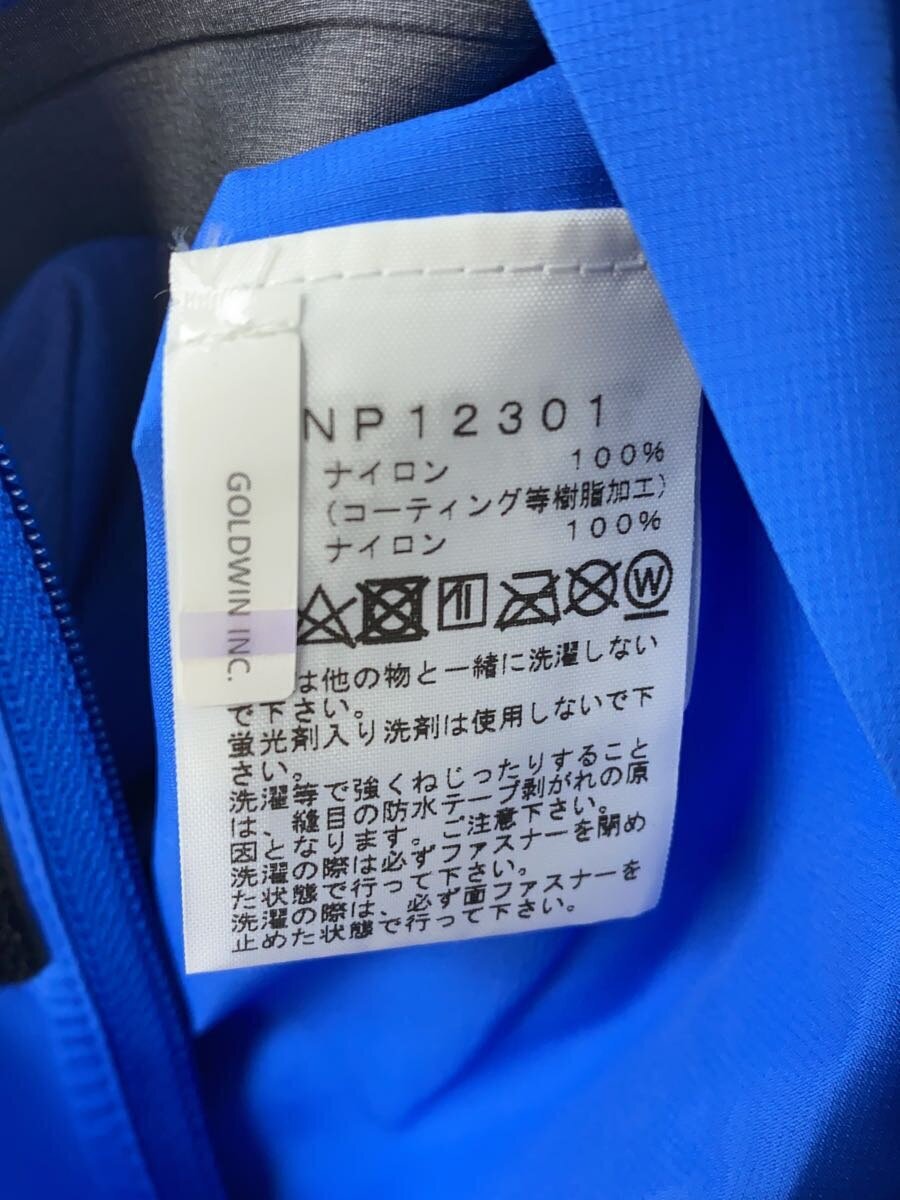 NP12301
ナイロン 100%
(コーティング等樹脂加工)
ナイロン 100%
W
GOLDWIN INC.
は他の物と一緒に洗濯しない
で下さい。
蛍光剤入り洗剤は使用しないで下
さい。
洗濯等で強くねじったりすること
は、縫目の防水テープ剥がれの原
因となります。ご注意下さい。
洗濯の際は必ずファスナーを閉め
た状態で行って下さい。
洗濯の際は、必ず面ファスナーを
止めた状態で行って下さい。